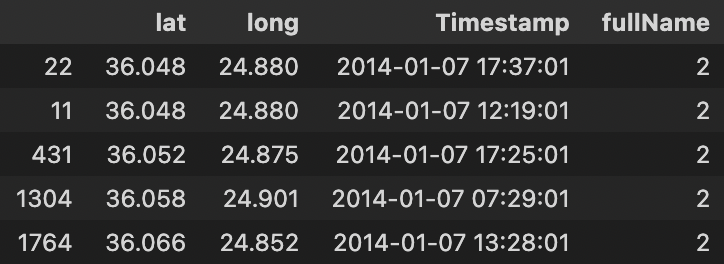 lat long Timestamp fullName
22 36.048 24.880 2014-01-07 17:37:01 2
11 36.048 24.880 2014-01-07 12:19:01 2
431 36.052 24.875 2014-01-07 17:25:01 2
1304 36.058 24.901 2014-01-07 07:29:01 2
1764 36.066 24.852 2014-01-07 13:28:01 2